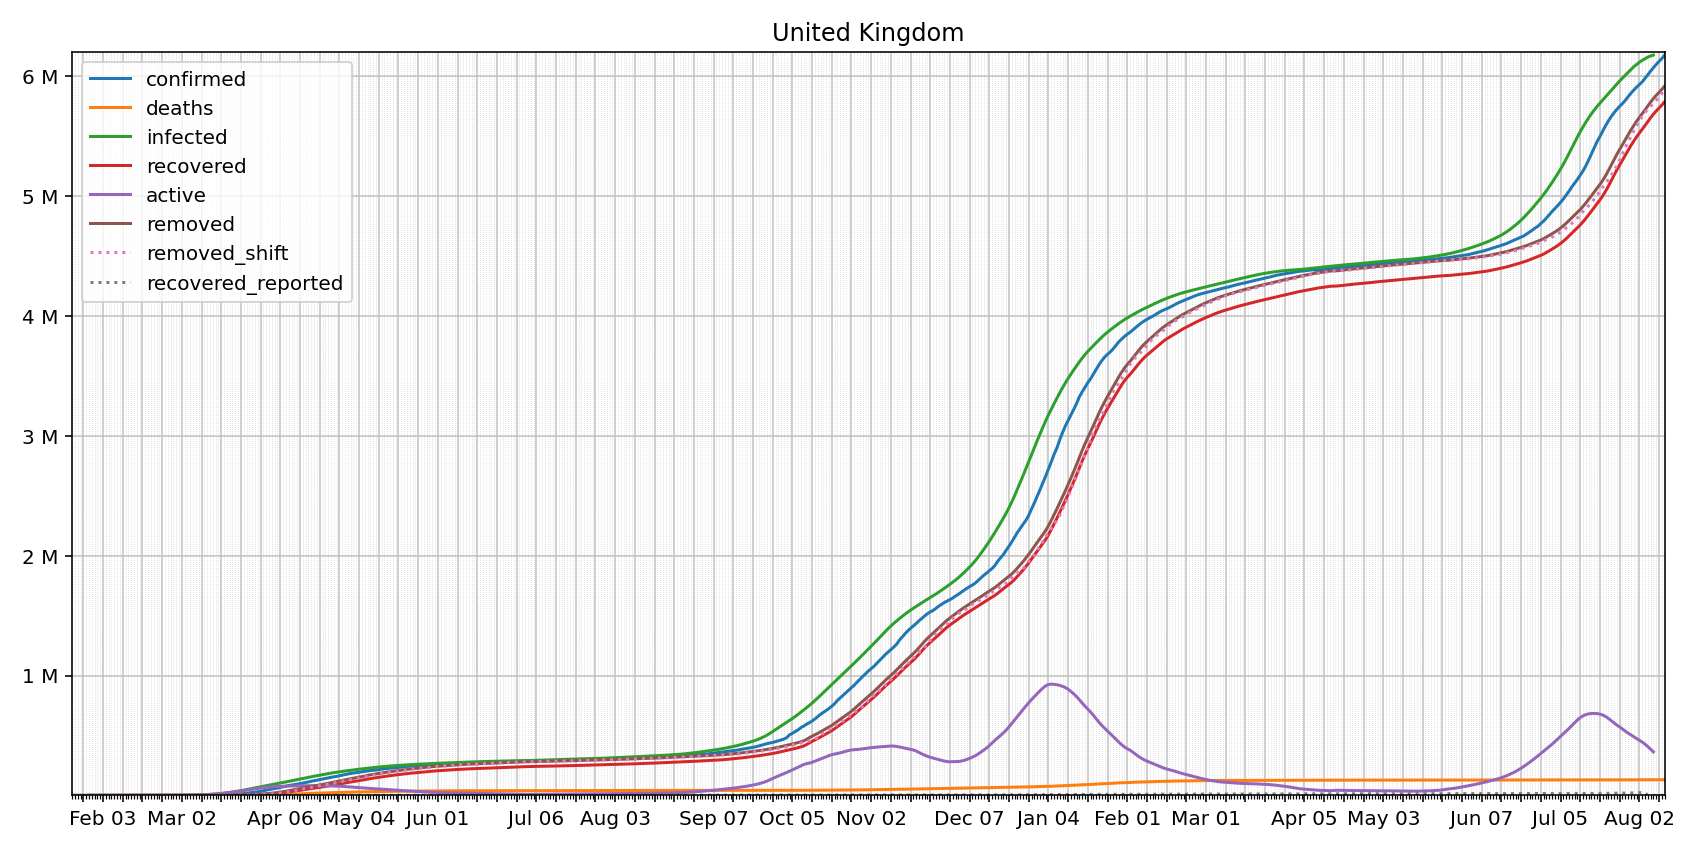 United Kingdom
6 M
5 M
4 M
3 M
2 M
1 M
confirmed
deaths
infected
recovered
active
removed
removed_shift
recovered_reported
Feb 03 Mar 02 Apr 06 May 04 Jun 01 Jul 06 Aug 03 Sep 07 Oct 05 Nov 02 Dec 07 Jan 04 Feb 01 Mar 01 Apr 05 May 03 Jun 07 Jul 05 Aug 02